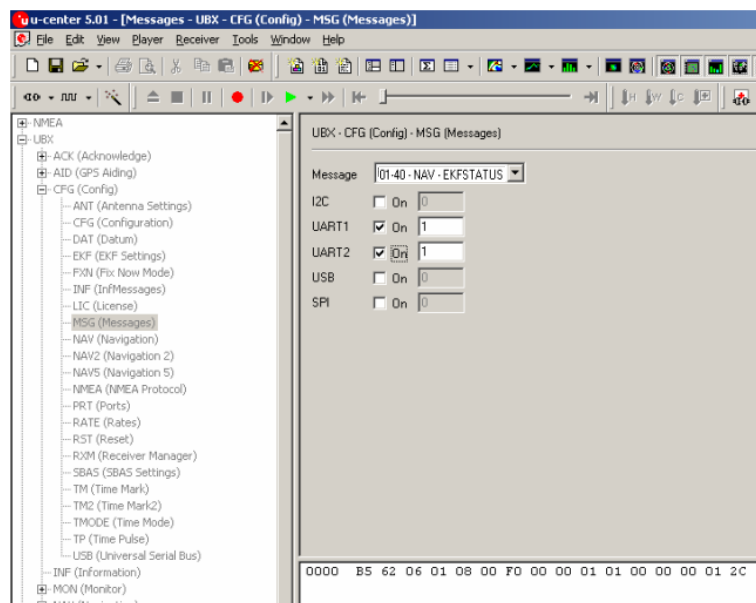 u-center 5.01 - [Messages - UBX - CFG (Config) - MSG (Messages)]
File Edit View Player Receiver Tools Window Help
NMEA
UBX
ACK (Acknowledge)
AID (GPS Aiding)
CFG (Config)
ANT (Antenna Settings)
CFG (Configuration)
DAT (Datum)
EKF (EKF Settings)
FXN (Fix Now Mode)
INF (InfMessages)
LIC (License)
MSG (Messages)
NAV (Navigation)
NAV2 (Navigation 2)
NAV5 (Navigation 5)
NMEA (NMEA Protocol)
PRT (Ports)
RATE (Rates)
RST (Reset)
RXM (Receiver Manager)
SBAS (SBAS Settings)
TM (Time Mark)
TM2 (Time Mark2)
TMODE (Time Mode)
TP (Time Pulse)
USB (Universal Serial Bus)
INF (Information)
MON (Monitor)
UBX - CFG (Config) - MSG (Messages)
Message 01-40 - NAV - EKFSTATUS
I2C On 0
UART1 On 1
UART2 On 1
USB On 0
SPI On 0
0000 B5 62 06 01 08 00 F0 00 00 01 01 00 00 00 01 2C